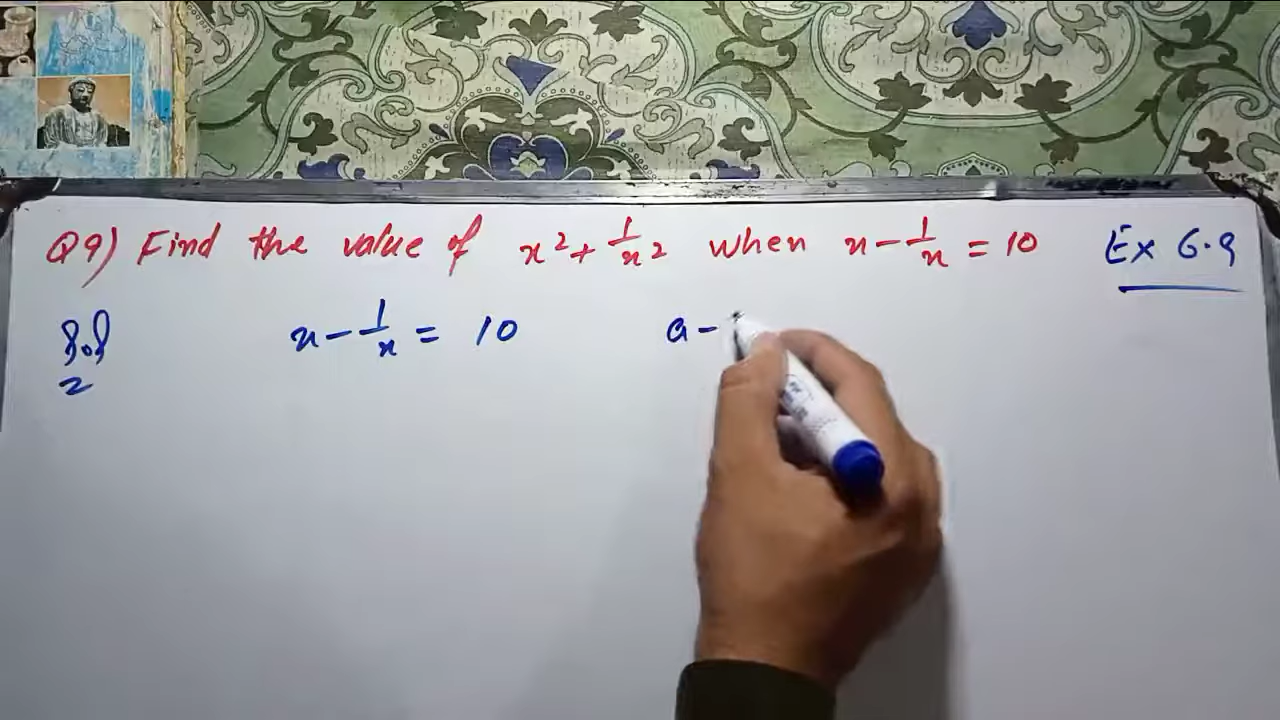 Q9) Find the value of x² + 1/x² when x - 1/x = 10 Ex 6.9
Sol x - 1/x = 10 a -